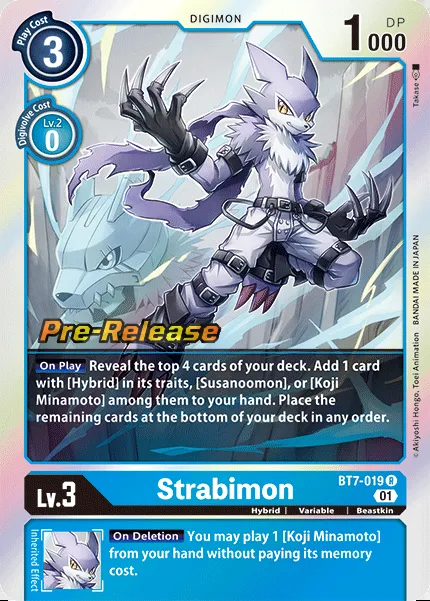 DIGIMON
Play Cost
3
DP
1000
Digivolve Cost
Lv.2
0
Takase
Pre-Release
On Play Reveal the top 4 cards of your deck. Add 1 card
with [Hybrid] in its traits, [Susanoomon], or [Koji
Minamoto] among them to your hand. Place the
remaining cards at the bottom of your deck in any order.
© Akiyoshi Hongo, Toei Animation BANDAI MADE IN JAPAN
Lv.3
Strabimon
BT7-019 R
01
Hybrid | Variable | Beastkin
Inherited Effect
On Deletion You may play 1 [Koji Minamoto]
from your hand without paying its memory
cost.